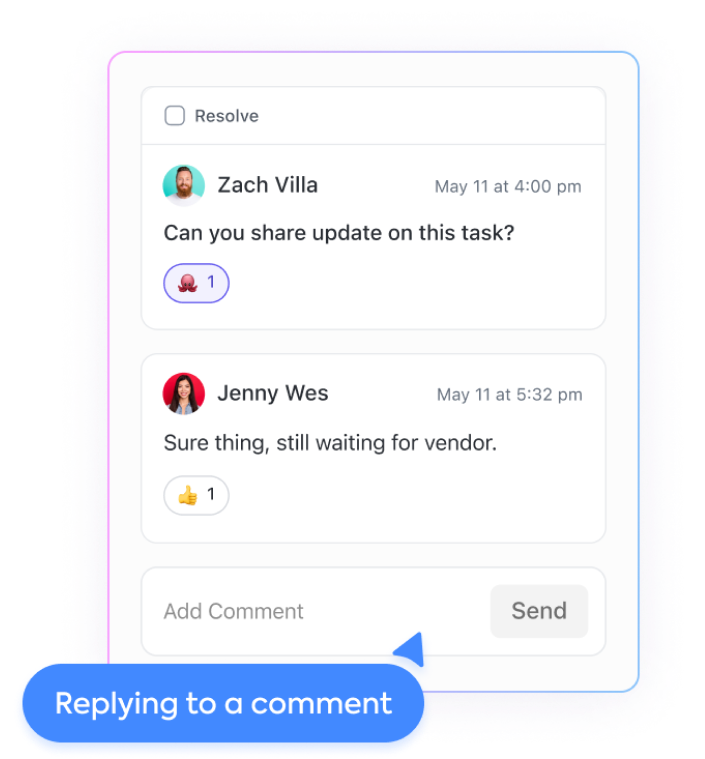 Resolve
Zach Villa May 11 at 4:00 pm
Can you share update on this task?
1
Jenny Wes May 11 at 5:32 pm
Sure thing, still waiting for vendor.
1
Add Comment Send
Replying to a comment